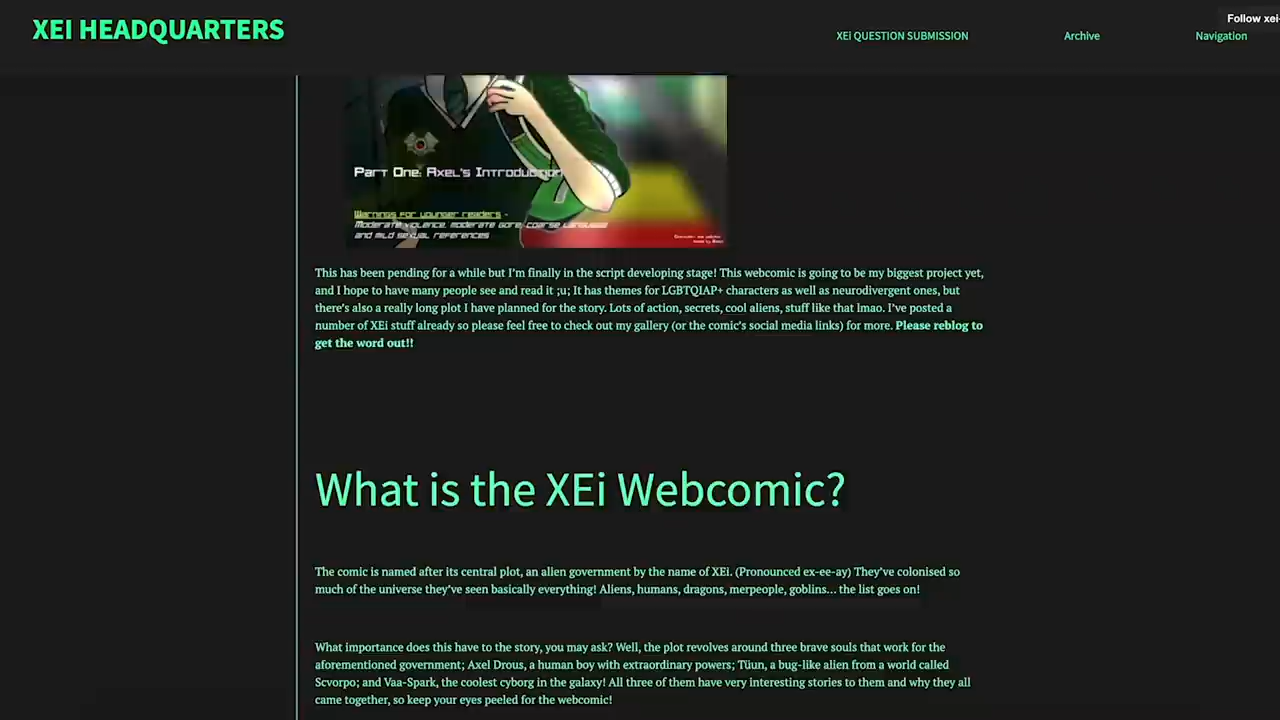 XEI HEADQUARTERS
Follow xei-
XEi QUESTION SUBMISSION
Archive
Navigation
Part One: Axel's Introduction
Warnings for younger readers -
Moderate violence, moderate gore, coarse language
and mild sexual references
This has been pending for a while but I'm finally in the script developing stage! This webcomic is going to be my biggest project yet,
and I hope to have many people see and read it ;u; It has themes for LGBTQIAP+ characters as well as neurodivergent ones, but
there's also a really long plot I have planned for the story. Lots of action, secrets, cool aliens, stuff like that lmao. I've posted a
number of XEi stuff already so please feel free to check out my gallery (or the comic's social media links) for more. Please reblog to
get the word out!!
What is the XEi Webcomic?
The comic is named after its central plot, an alien government by the name of XEi. (Pronounced ex-ee-ay) They've colonised so
much of the universe they've seen basically everything! Aliens, humans, dragons, merpeople, goblins... the list goes on!
What importance does this have to the story, you may ask? Well, the plot revolves around three brave souls that work for the
aforementioned government; Axel Drous, a human boy with extraordinary powers; Tüun, a bug-like alien from a world called
Scvorpo; and Vaa-Spark, the coolest cyborg in the galaxy! All three of them have very interesting stories to them and why they all
came together, so keep your eyes peeled for the webcomic!